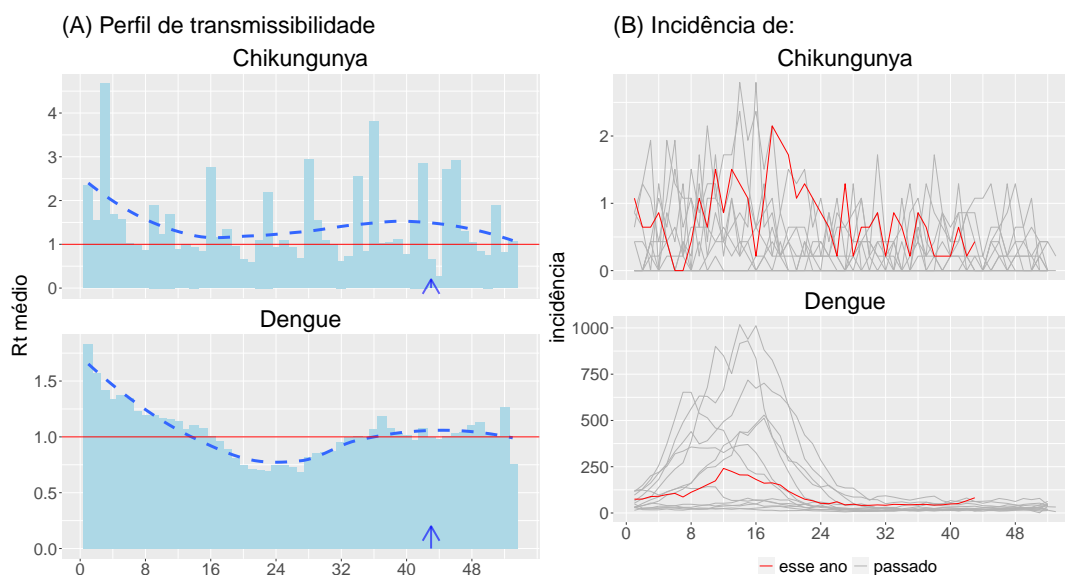 (A) Perfil de transmissibilidade
Chikungunya
4
3
2
1
0
Dengue
1.5
1.0
0.5
0.0
0 8 16 24 32 40 48
Rt médio
(B) Incidência de:
Chikungunya
2
1
0
Dengue
1000
750
500
250
0
0 8 16 24 32 40 48
incidência
esse ano passado